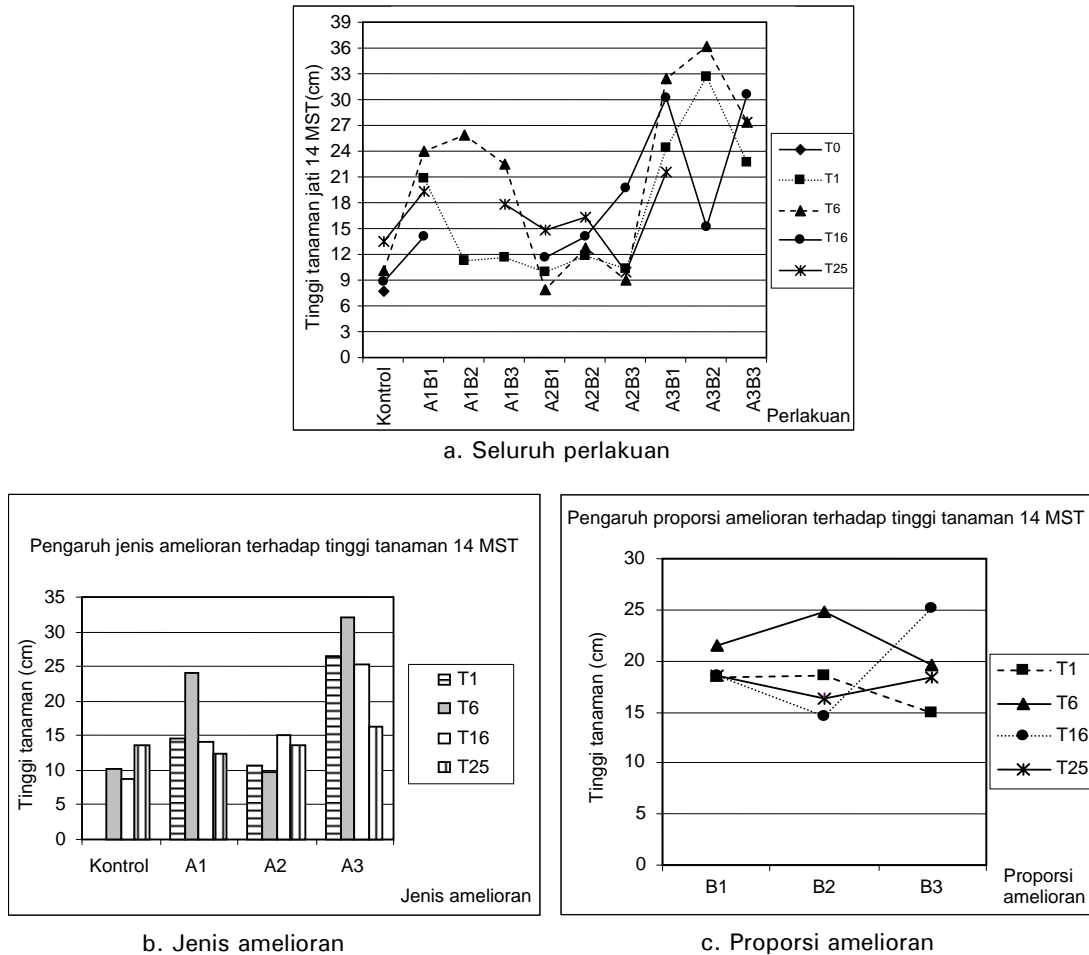 39
36
33
30
27
24
21
18
15
12
9
6
3
0
Tinggi tanaman jati 14 MST(cm)
Kontrol
A1B1
A1B2
A1B3
A2B1
A2B2
A2B3
A3B1
A3B2
A3B3
Perlakuan
T0
T1
T6
T16
T25
a. Seluruh perlakuan
Pengaruh jenis amelioran terhadap tinggi tanaman 14 MST
35
30
25
20
15
10
5
0
Tinggi tanaman (cm)
Kontrol A1 A2 A3
Jenis amelioran
T1
T6
T16
T25
b. Jenis amelioran
Pengaruh proporsi amelioran terhadap tinggi tanaman 14 MST
30
25
20
15
10
5
0
Tinggi tanaman (cm)
B1 B2 B3
Proporsi
amelioran
T1
T6
T16
T25
c. Proporsi amelioran